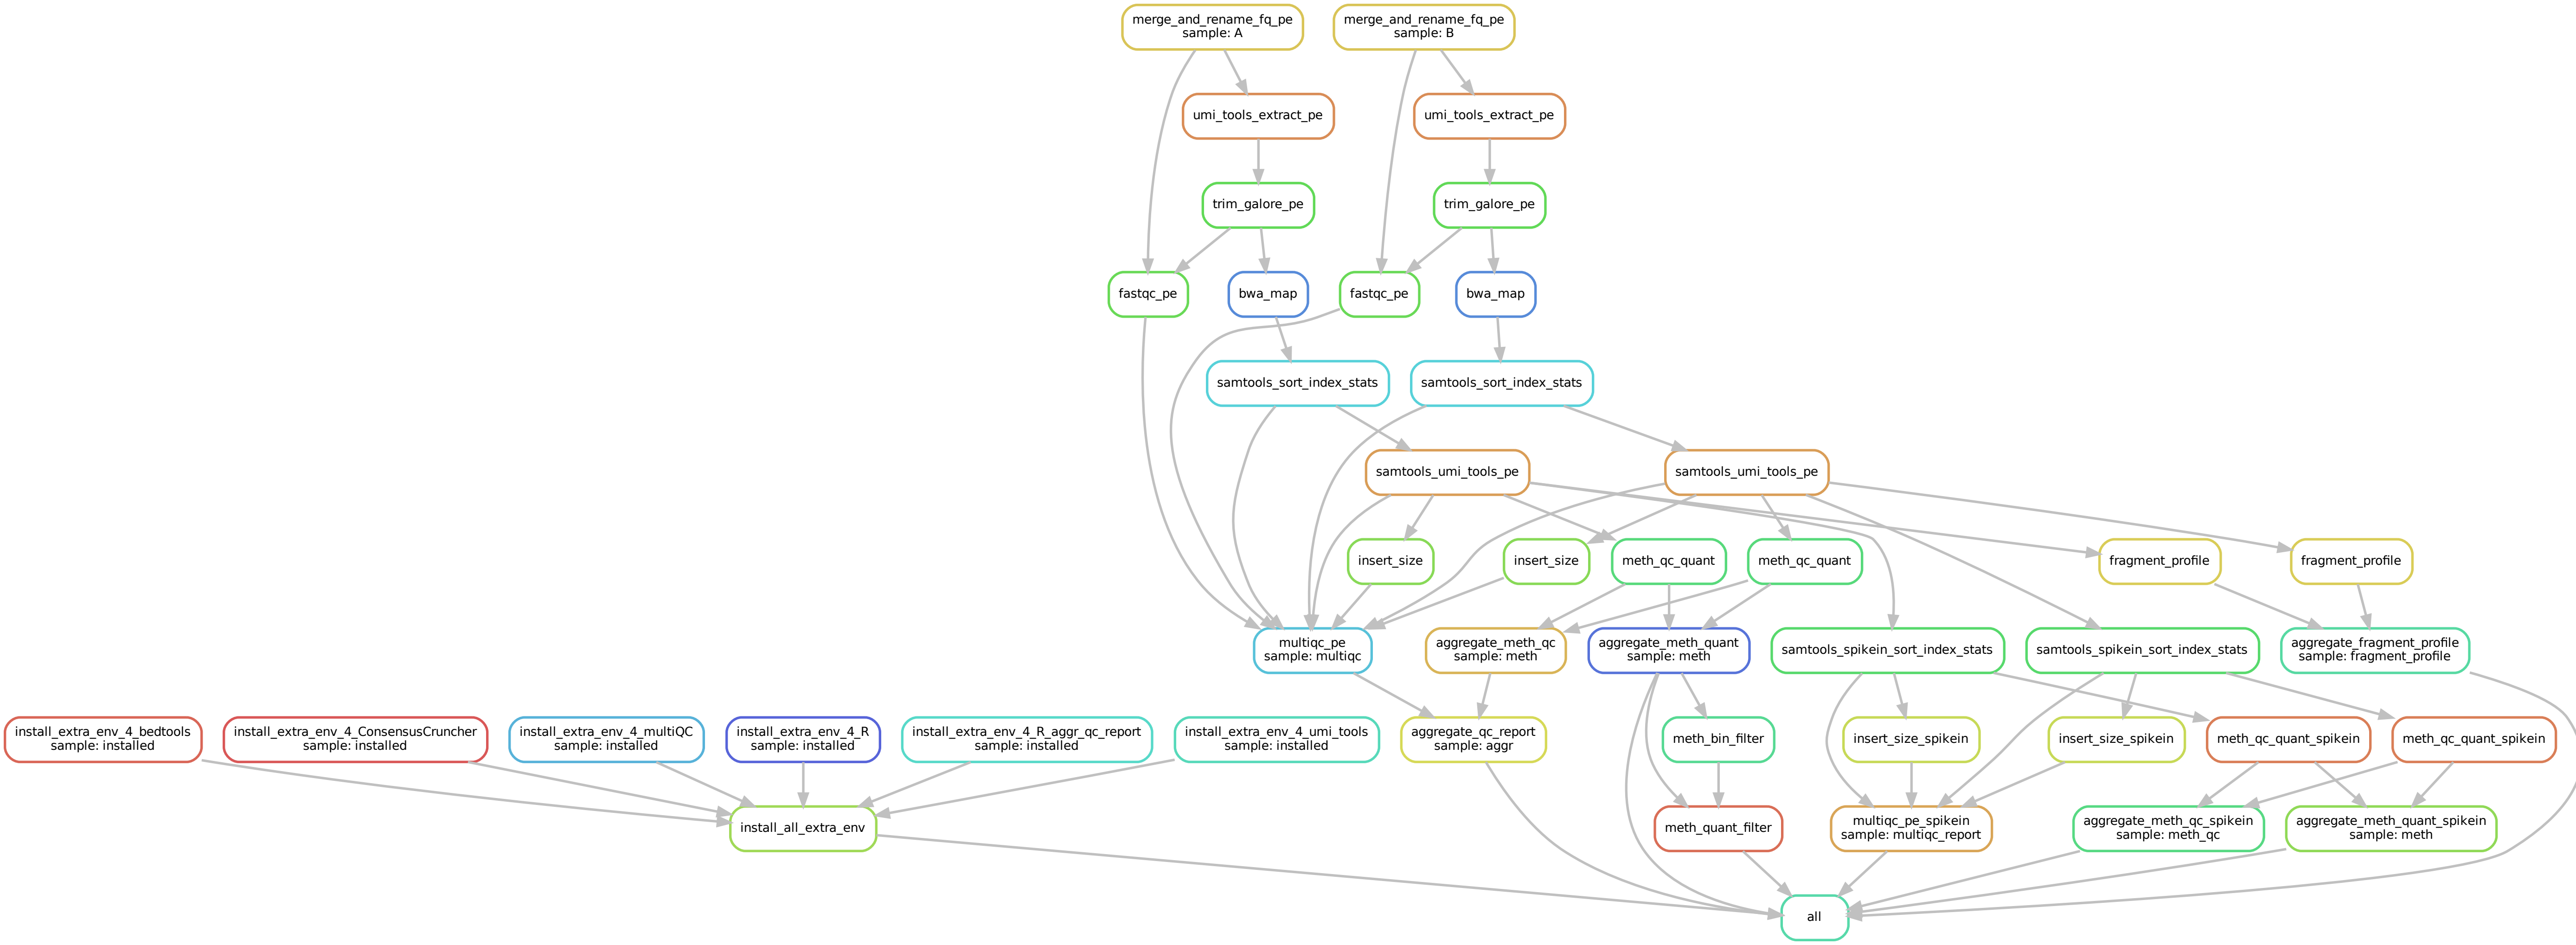 merge_and_rename_fq_pe
sample: A
merge_and_rename_fq_pe
sample: B
umi_tools_extract_pe
umi_tools_extract_pe
trim_galore_pe
trim_galore_pe
fastqc_pe
bwa_map
fastqc_pe
bwa_map
samtools_sort_index_stats
samtools_sort_index_stats
samtools_umi_tools_pe
samtools_umi_tools_pe
insert_size
insert_size
meth_qc_quant
meth_qc_quant
fragment_profile
fragment_profile
multiqc_pe
sample: multiqc
aggregate_meth_qc
sample: meth
aggregate_meth_quant
sample: meth
samtools_spikein_sort_index_stats
samtools_spikein_sort_index_stats
aggregate_fragment_profile
sample: fragment_profile
install_extra_env_4_bedtools
sample: installed
install_extra_env_4_ConsensusCruncher
sample: installed
install_extra_env_4_multiQC
sample: installed
install_extra_env_4_R
sample: installed
install_extra_env_4_R_aggr_qc_report
sample: installed
install_extra_env_4_umi_tools
sample: installed
aggregate_qc_report
sample: aggr
meth_bin_filter
insert_size_spikein
insert_size_spikein
meth_qc_quant_spikein
meth_qc_quant_spikein
install_all_extra_env
meth_quant_filter
multiqc_pe_spikein
sample: multiqc_report
aggregate_meth_qc_spikein
sample: meth_qc
aggregate_meth_quant_spikein
sample: meth
all